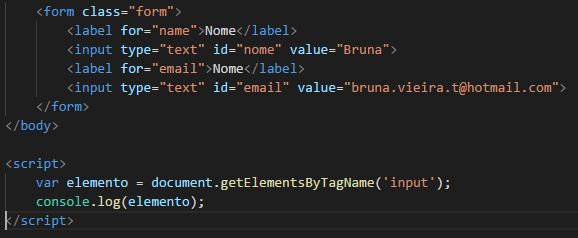 <form class="form">
<label for="name">Nome</label>
<input type="text" id="nome" value="Bruna">
<label for="email">Nome</label>
<input type="text" id="email" value="bruna.vieira.t@hotmail.com">
</form>
</body>
<script>
var elemento = document.getElementsByTagName('input');
console.log(elemento);
</script>